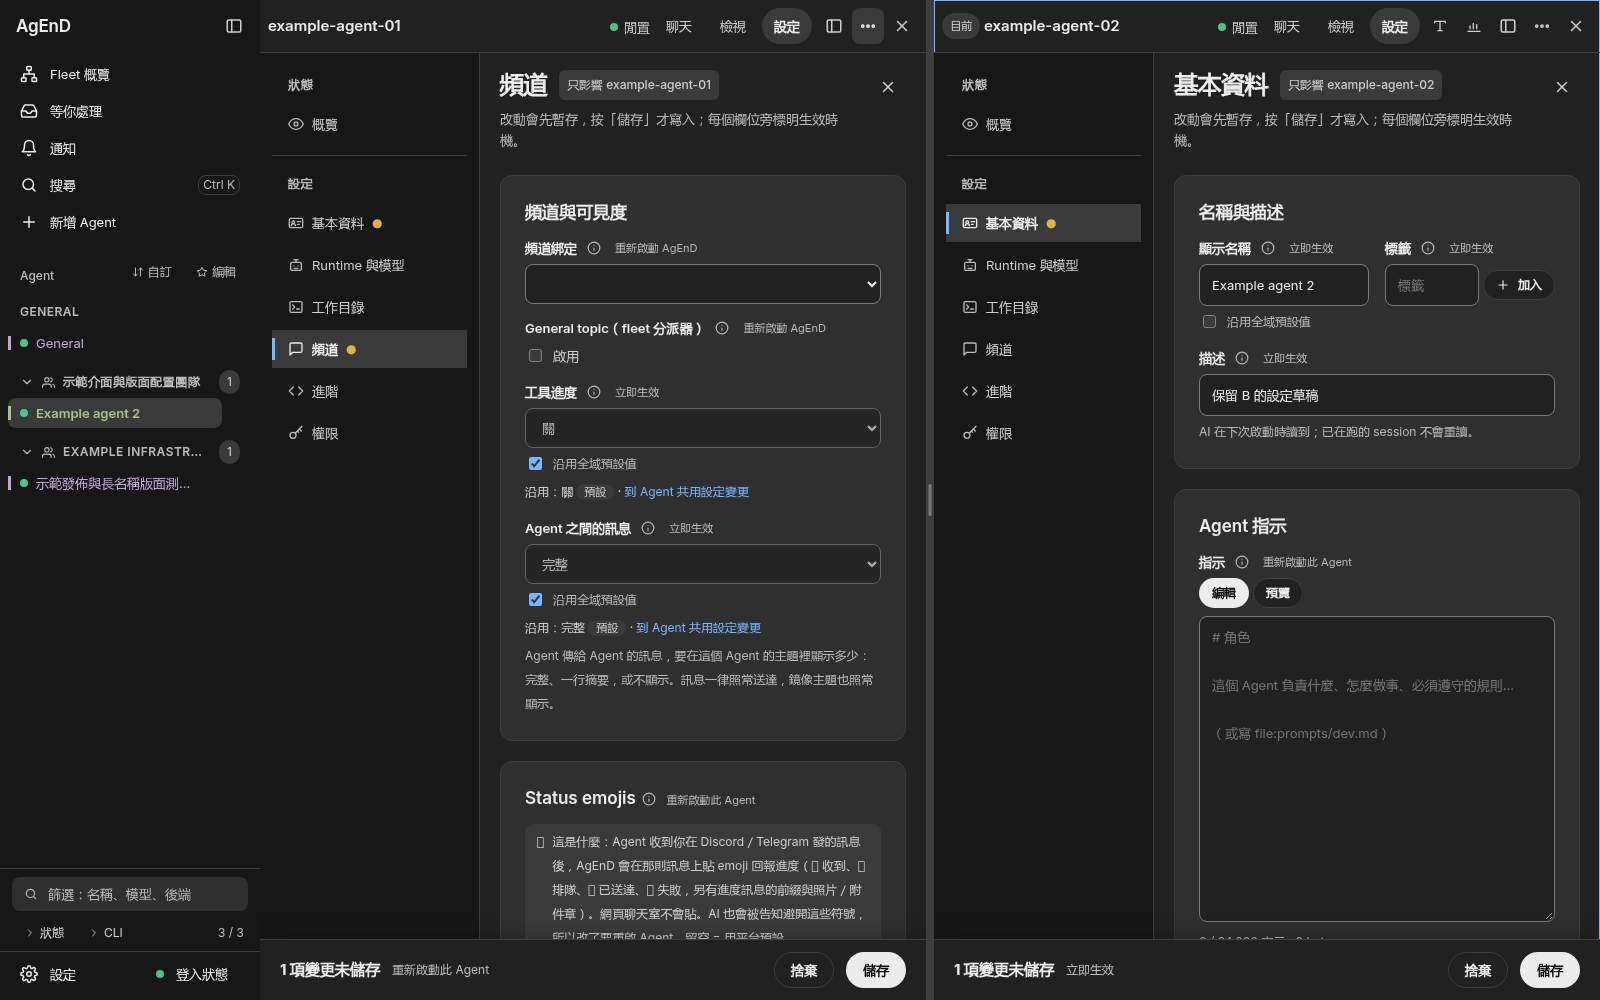 AgEnD
Fleet 概覽
等你處理
通知
搜尋 Ctrl K
新增 Agent
Agent 自訂 編輯
GENERAL
General
示範介面與版面配置團隊 1
Example agent 2
EXAMPLE INFRASTR... 1
示範發佈與長名稱版面測...
篩選：名稱、模型、後端
狀態 CLI 3 / 3
設定 登入狀態
example-agent-01 閒置 聊天 檢視 設定
狀態
概覽
設定
基本資料
Runtime 與模型
工作目錄
頻道
進階
權限
頻道 只影響 example-agent-01
改動會先暫存，按「儲存」才寫入；每個欄位旁標明生效時
機。
頻道與可見度
頻道綁定 重新啟動 AgEnD
General topic（fleet 分派器） 重新啟動 AgEnD
啟用
工具進度 立即生效
關
沿用全域預設值
沿用：關 預設 · 到 Agent 共用設定變更
Agent 之間的訊息 立即生效
完整
沿用全域預設值
沿用：完整 預設 · 到 Agent 共用設定變更
Agent 傳給 Agent 的訊息，要在這個 Agent 的主題裡顯示多少：
完整、一行摘要，或不顯示。訊息一律照常送達，鏡像主題也照常
顯示。
Status emojis 重新啟動此 Agent
這是什麼：Agent 收到你在 Discord / Telegram 發的訊息
後，AgEnD 會在那則訊息上貼 emoji 回報進度（ 收到、
排隊、 已送達、 失敗，另有進度訊息的前綴與照片 / 附
件章）。網頁聊天室不會貼。AI 也會被告知避開這些符號，
所以改了要重啟 Agent。留空 = 用平台預設。
1 項變更未儲存 重新啟動此 Agent 捨棄 儲存
目前 example-agent-02 閒置 聊天 檢視 設定
狀態
概覽
設定
基本資料
Runtime 與模型
工作目錄
頻道
進階
權限
基本資料 只影響 example-agent-02
改動會先暫存，按「儲存」才寫入；每個欄位旁標明生效時
機。
名稱與描述
顯示名稱 立即生效 標籤 立即生效
Example agent 2 標籤 加入
沿用全域預設值
描述 立即生效
保留 B 的設定草稿
AI 在下次啟動時讀到；已在跑的 session 不會重讀。
Agent 指示
指示 重新啟動此 Agent
編輯 預覽
# 角色
這個 Agent 負責什麼、怎麼做事、必須遵守的規則...
（或寫 file:prompts/dev.md）
1 項變更未儲存 立即生效 捨棄 儲存